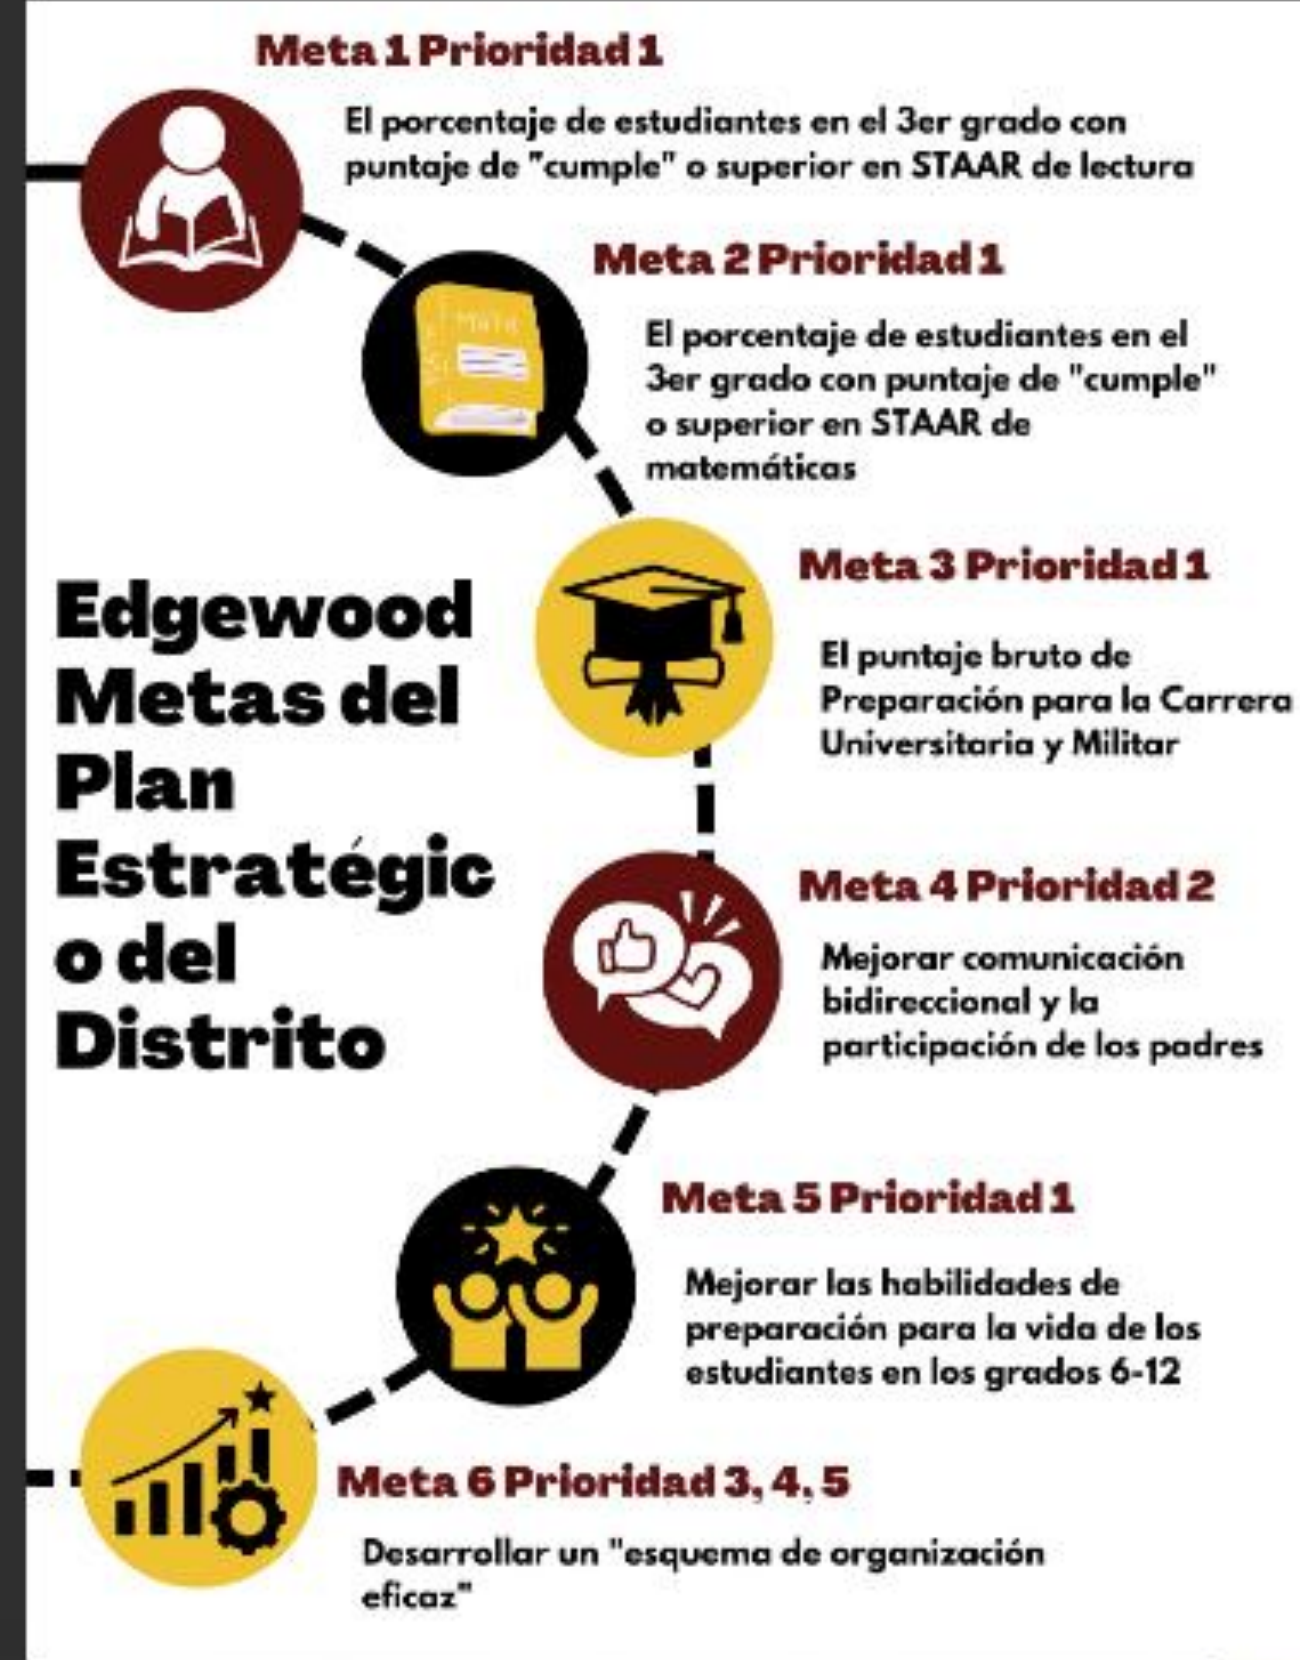 Meta 1 Prioridad 1
El porcentaje de estudiantes en el 3er grado con
puntaje de "cumple" o superior en STAAR de lectura
Meta 2 Prioridad 1
El porcentaje de estudiantes en el
3er grado con puntaje de "cumple"
o superior en STAAR de
matemáticas
Edgewood
Metas del
Plan
Estratégic
o del
Distrito
Meta 3 Prioridad 1
El puntaje bruto de
Preparación para la Carrera
Universitaria y Militar
Meta 4 Prioridad 2
Mejorar comunicación
bidireccional y la
participación de los padres
Meta 5 Prioridad 1
Mejorar las habilidades de
preparación para la vida de los
estudiantes en los grados 6-12
Meta 6 Prioridad 3, 4, 5
Desarrollar un "esquema de organización
eficaz"